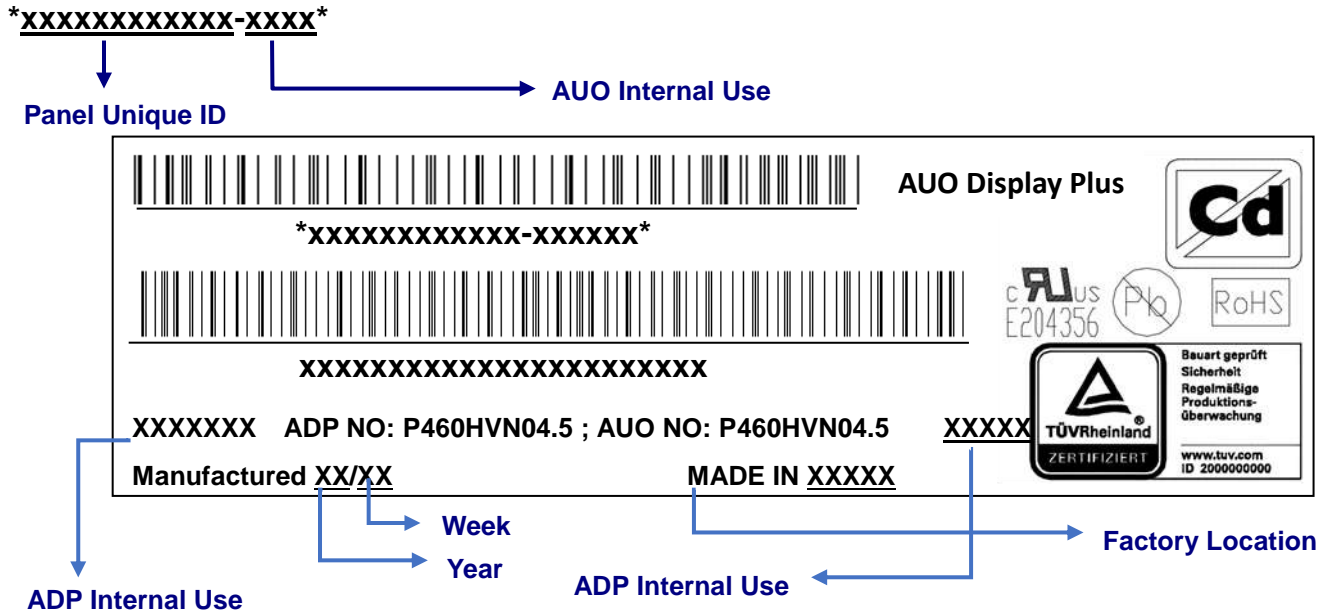 *xxxxxxxxxxxx-xxxx*
AUO Internal Use
Panel Unique ID
AUO Display Plus
Cd
*xxxxxxxxxxxx-xxxxxx*
c RU US
E204356
Pb
RoHS
xxxxxxxxxxxxxxxxxxxxxxx
Bauart geprüft
Sicherheit
Regelmäßige
Produktions-
überwachung
TÜVRheinland®
ZERTIFIZIERT
www.tuv.com
ID 2000000000
XXXXXXX ADP NO: P460HVN04.5 ; AUO NO: P460HVN04.5 XXXXX
Manufactured XX/XX MADE IN XXXXX
Week
Year
Factory Location
ADP Internal Use
ADP Internal Use